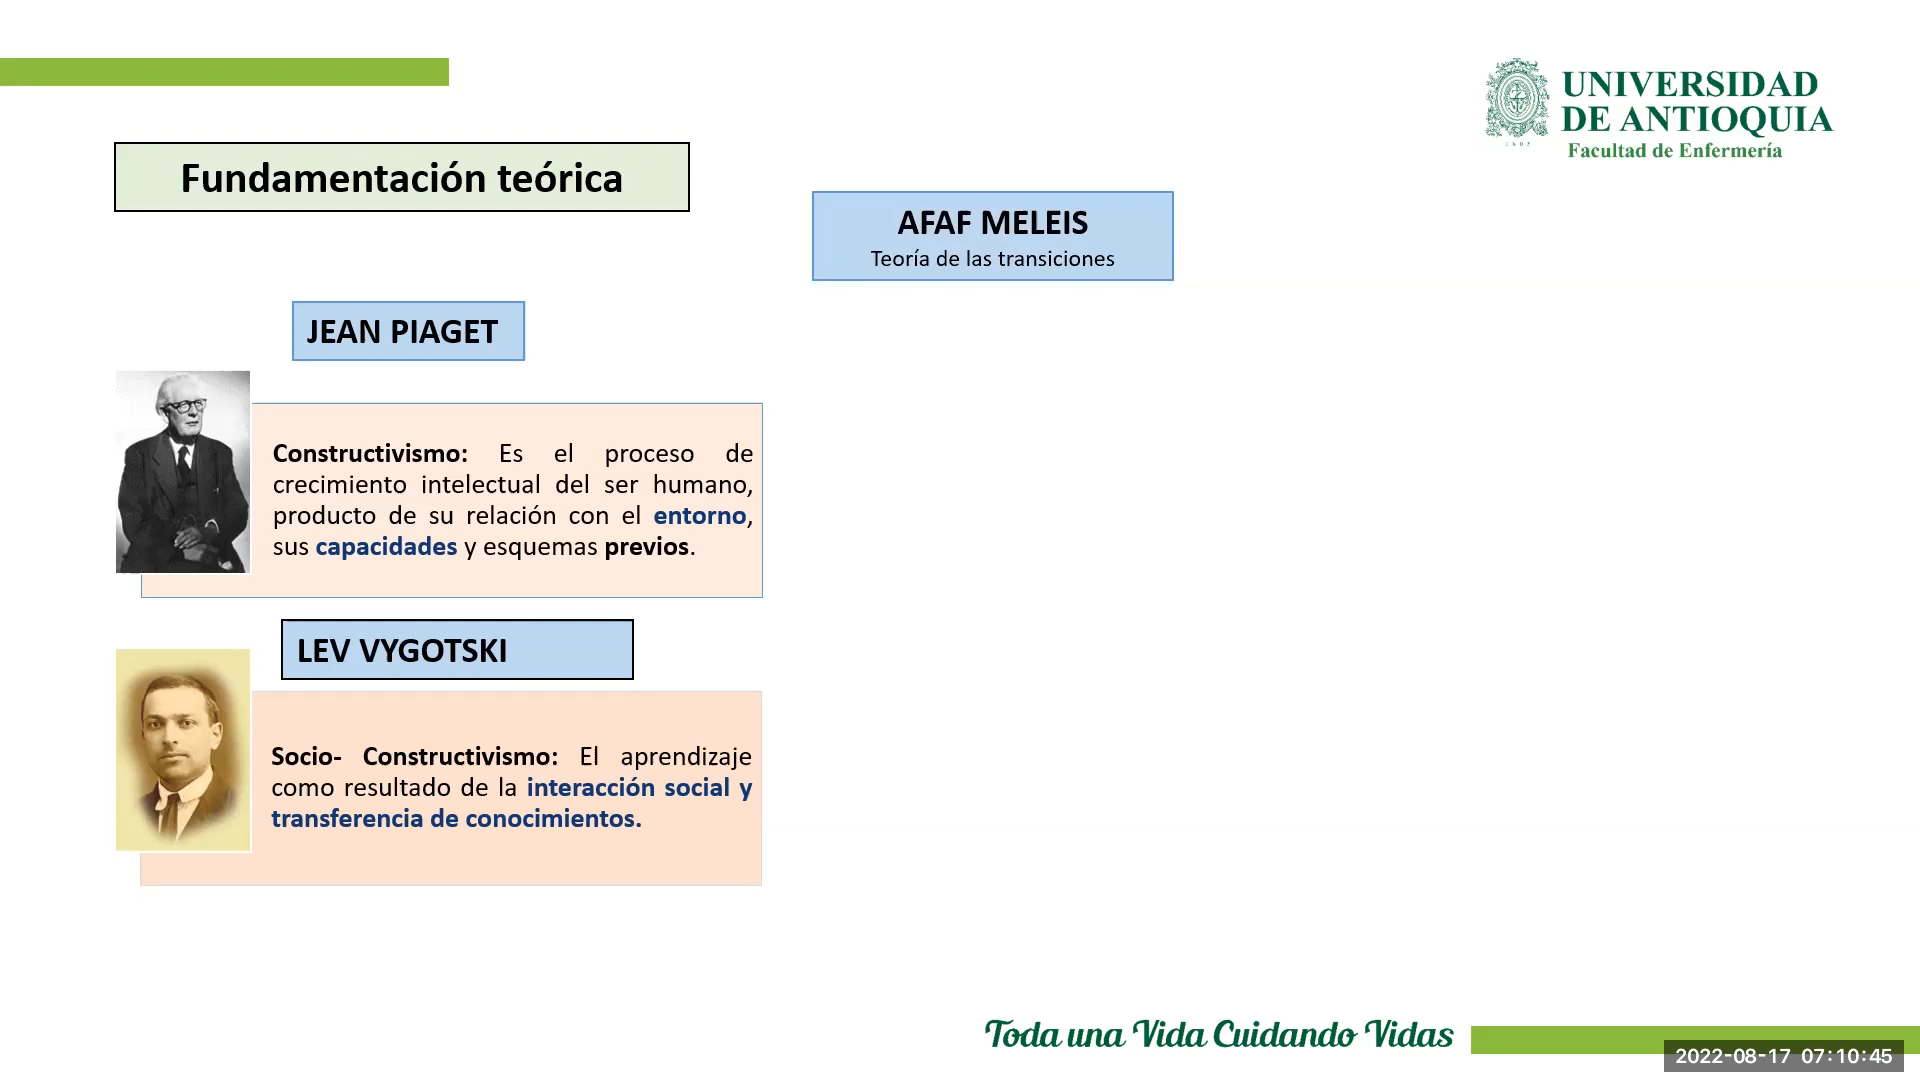 UNIVERSIDAD
DE ANTIOQUIA
1803
Facultad de Enfermería
Fundamentación teórica
AFAF MELEIS
Teoría de las transiciones
JEAN PIAGET
Constructivismo: Es el proceso de
crecimiento intelectual del ser humano,
producto de su relación con el entorno,
sus capacidades y esquemas previos.
LEV VYGOTSKI
Socio- Constructivismo: El aprendizaje
como resultado de la interacción social y
transferencia de conocimientos.
Toda una Vida Cuidando Vidas
2022-08-17 07:10:45